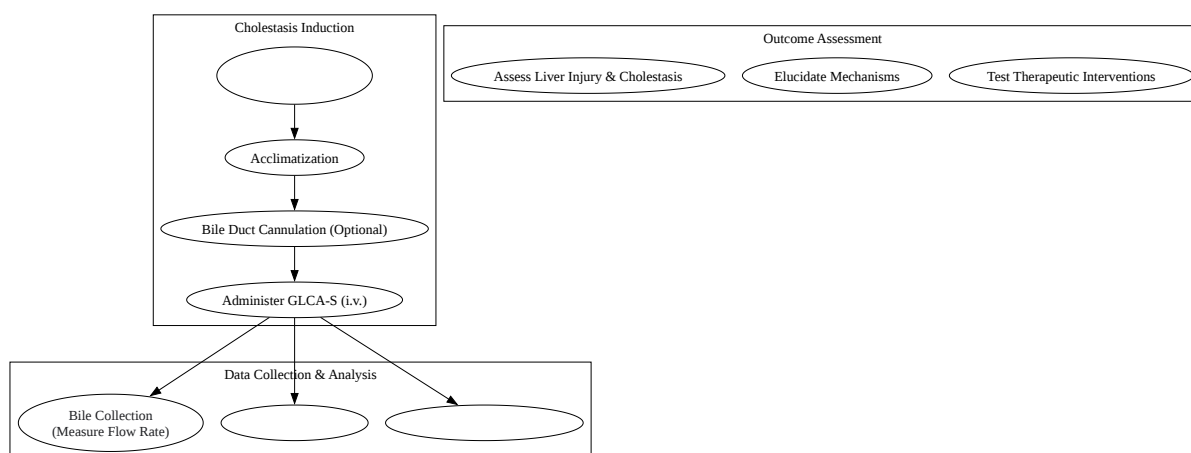 Cholestasis Induction
Outcome Assessment
Assess Liver Injury & Cholestasis
Elucidate Mechanisms
Test Therapeutic Interventions
Acclimatization
Bile Duct Cannulation (Optional)
Administer GLCA-S (i.v.)
Data Collection & Analysis
Bile Collection
(Measure Flow Rate)